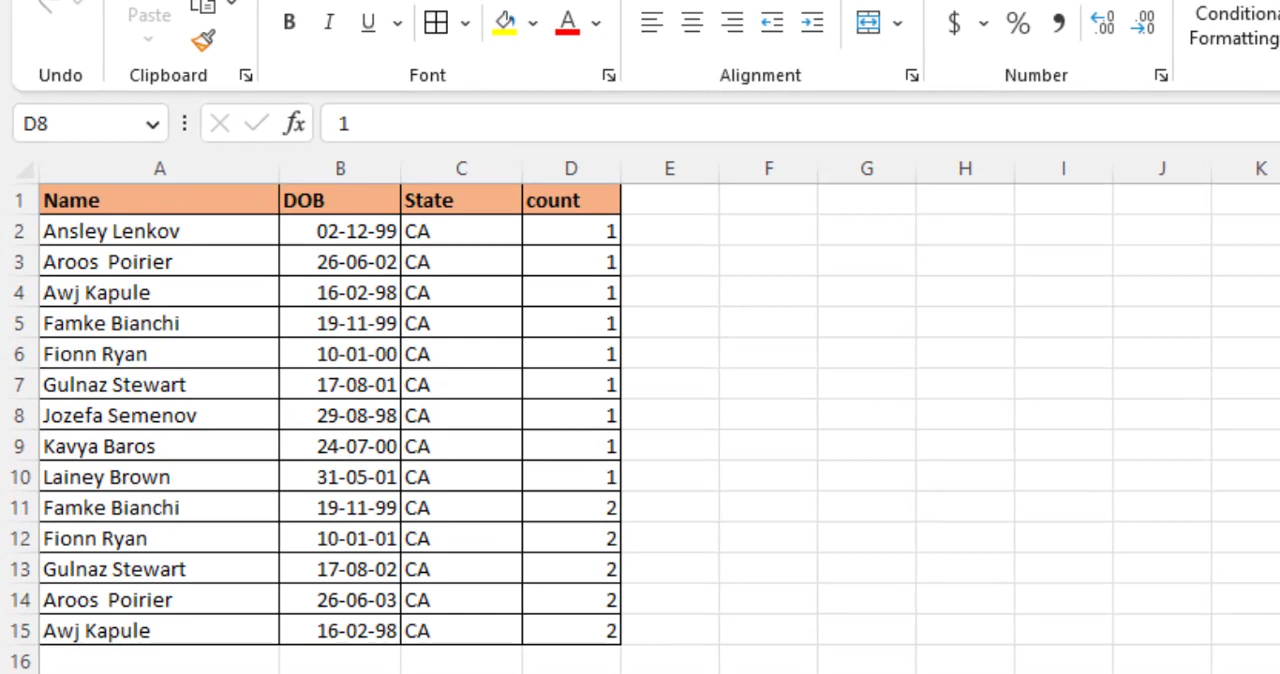 Paste
Conditiona
Formatting
B I U A $ % 9 .00 .00
Undo Clipboard Font Alignment Number
D8 fx 1
A B C D E F G H I J K
1 Name DOB State count
2 Ansley Lenkov 02-12-99 CA 1
3 Aroos  Poirier 26-06-02 CA 1
4 Awj Kapule 16-02-98 CA 1
5 Famke Bianchi 19-11-99 CA 1
6 Fionn Ryan 10-01-00 CA 1
7 Gulnaz Stewart 17-08-01 CA 1
8 Jozefa Semenov 29-08-98 CA 1
9 Kavya Baros 24-07-00 CA 1
10 Lainey Brown 31-05-01 CA 1
11 Famke Bianchi 19-11-99 CA 2
12 Fionn Ryan 10-01-01 CA 2
13 Gulnaz Stewart 17-08-02 CA 2
14 Aroos  Poirier 26-06-03 CA 2
15 Awj Kapule 16-02-98 CA 2
16